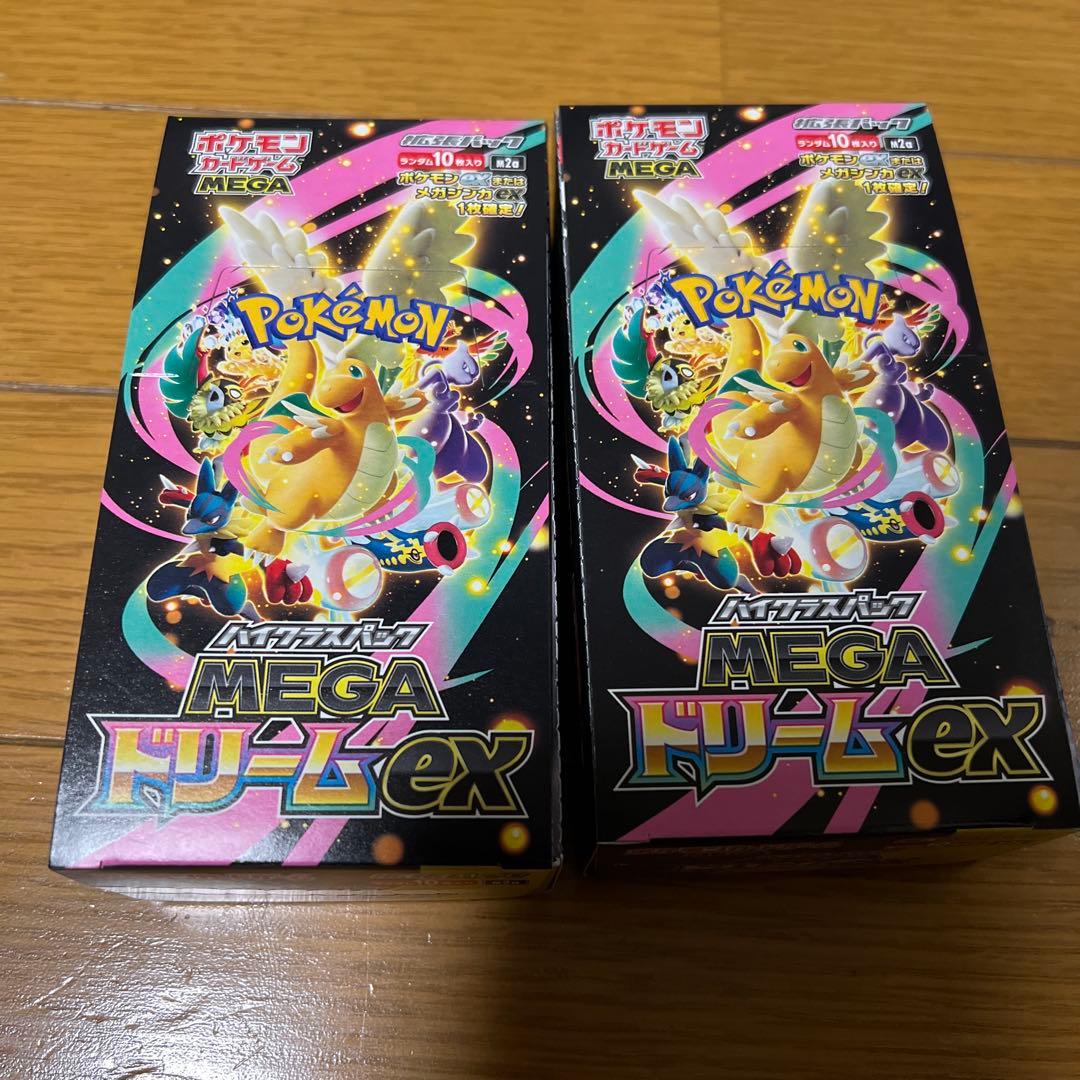 ポケモン
カードゲーム
MEGA
拡張パック
ランダム10枚入り M2a
ポケモンexまたは
メガシンカex
1枚確定!
POKéMON
ハイクラスパック
MEGA
ドリームex
ポケモン
カードゲーム
MEGA
拡張パック
ランダム10枚入り M2a
ポケモンexまたは
メガシンカex
1枚確定!
POKéMON
ハイクラスパック
MEGA
ドリームex